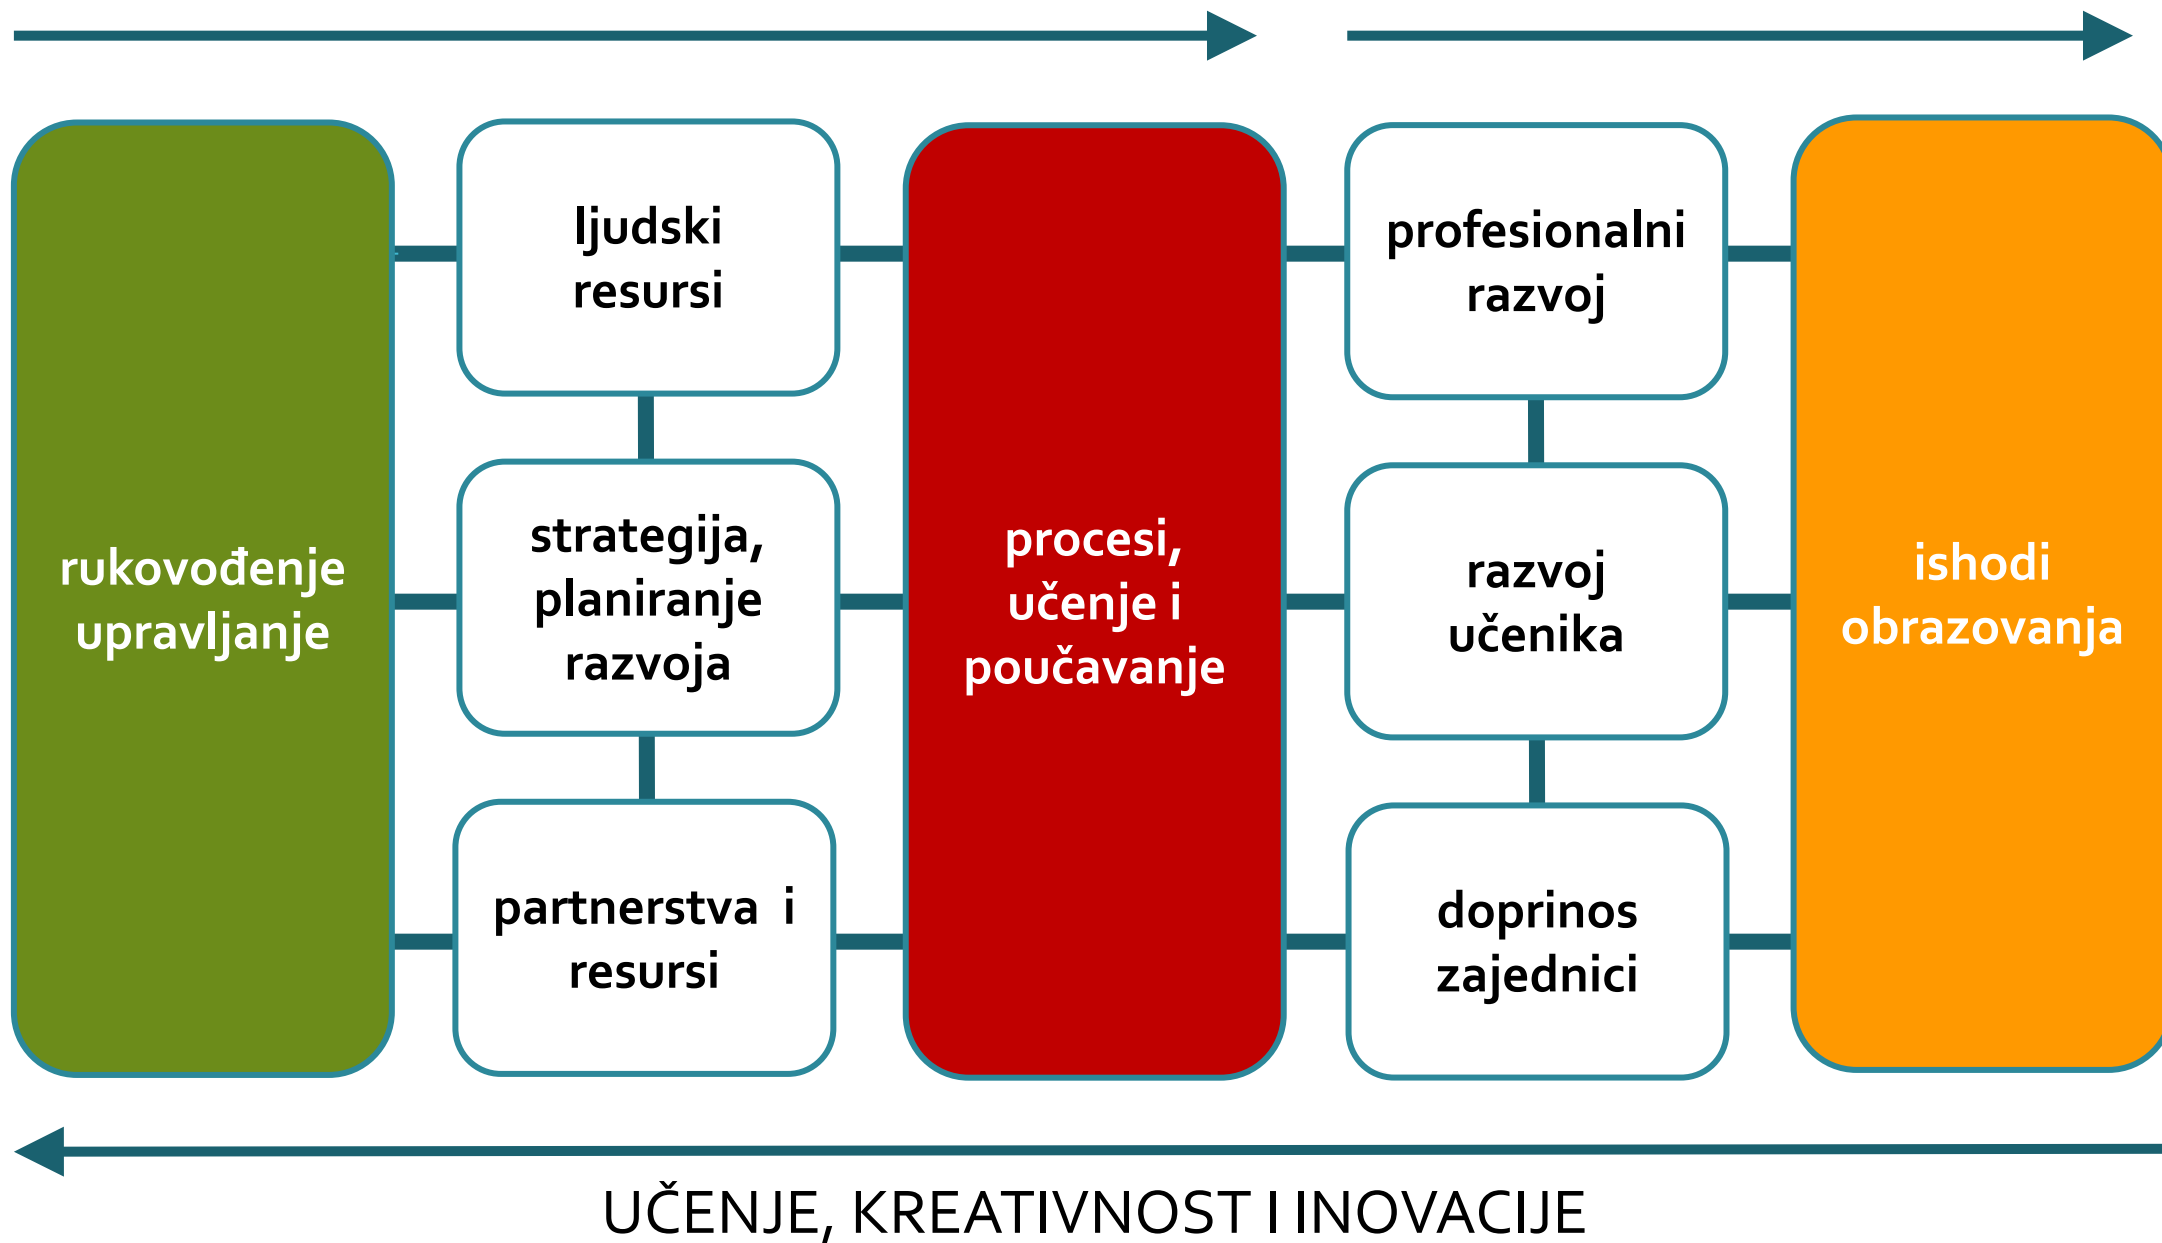 rukovođenje
upravljanje
ljudski
resursi
strategija,
planiranje
razvoja
partnerstva i
resursi
procesi,
učenje i
poučavanje
profesionalni
razvoj
razvoj
učenika
doprinos
zajednici
ishodi
obrazovanja
UČENJE, KREATIVNOST I INOVACIJE